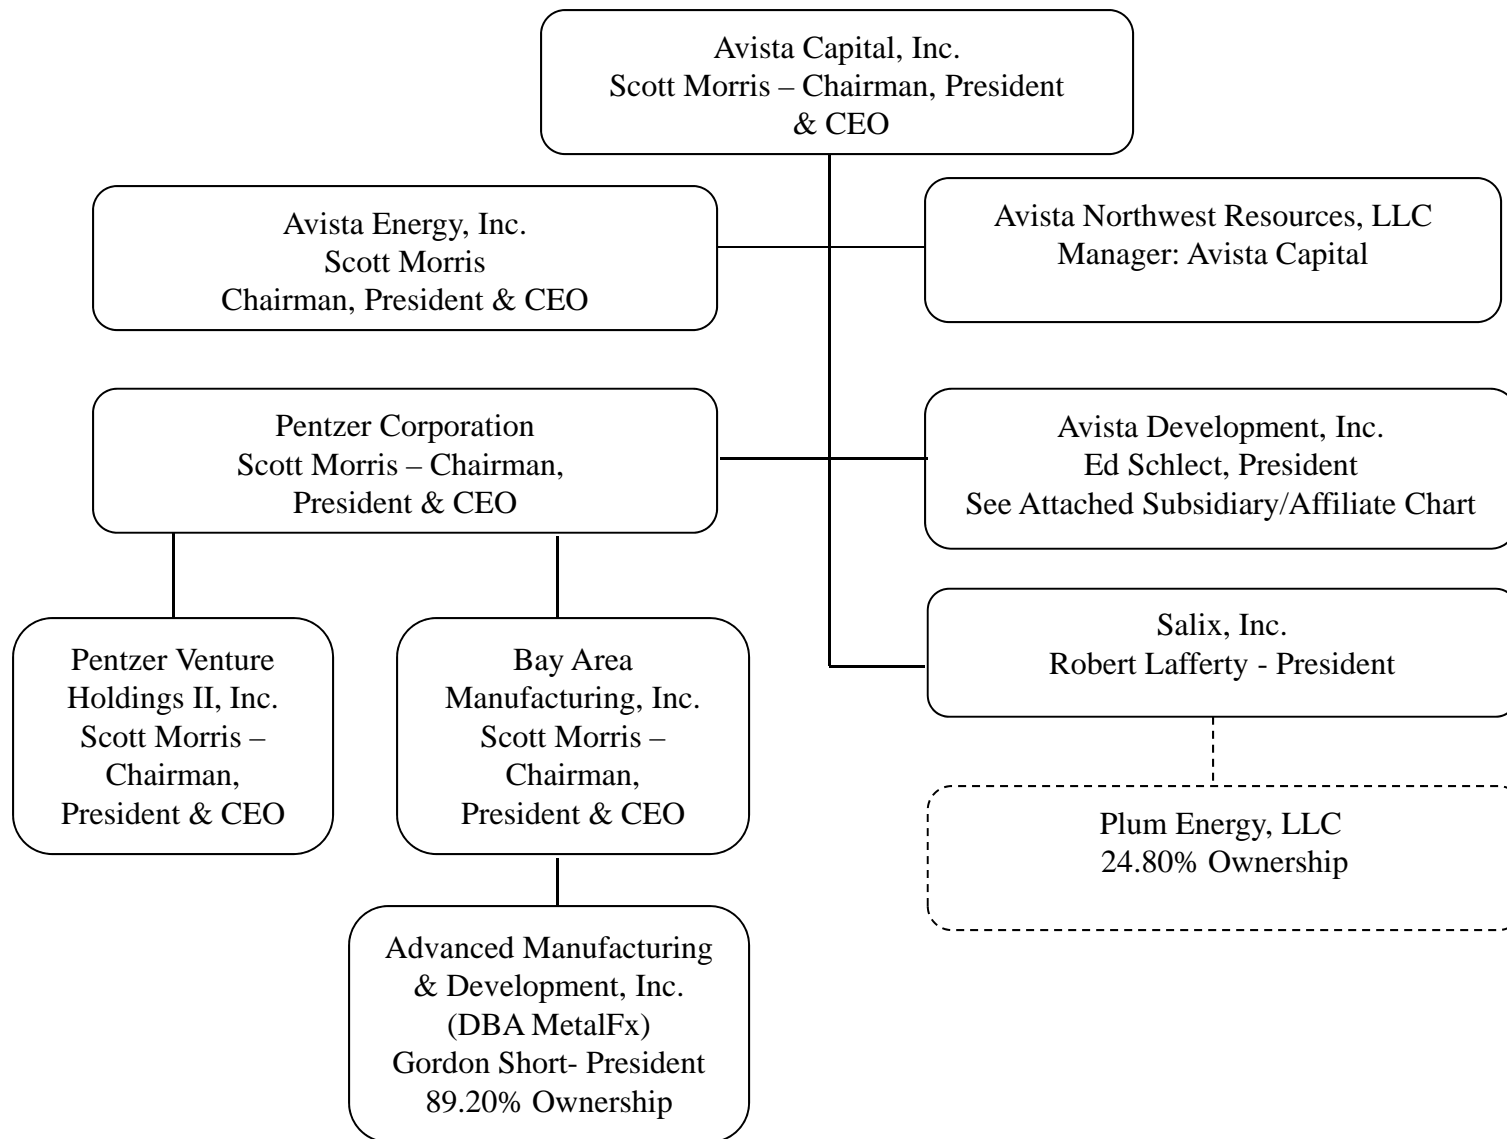 Avista Capital, Inc.
Scott Morris – Chairman, President
& CEO
Avista Energy, Inc.
Scott Morris
Chairman, President & CEO
Avista Northwest Resources, LLC
Manager: Avista Capital
Pentzer Corporation
Scott Morris – Chairman,
President & CEO
Avista Development, Inc.
Ed Schlect, President
See Attached Subsidiary/Affiliate Chart
Pentzer Venture
Holdings II, Inc.
Scott Morris –
Chairman,
President & CEO
Bay Area
Manufacturing, Inc.
Scott Morris –
Chairman,
President & CEO
Salix, Inc.
Robert Lafferty - President
Plum Energy, LLC
24.80% Ownership
Advanced Manufacturing
& Development, Inc.
(DBA MetalFx)
Gordon Short- President
89.20% Ownership